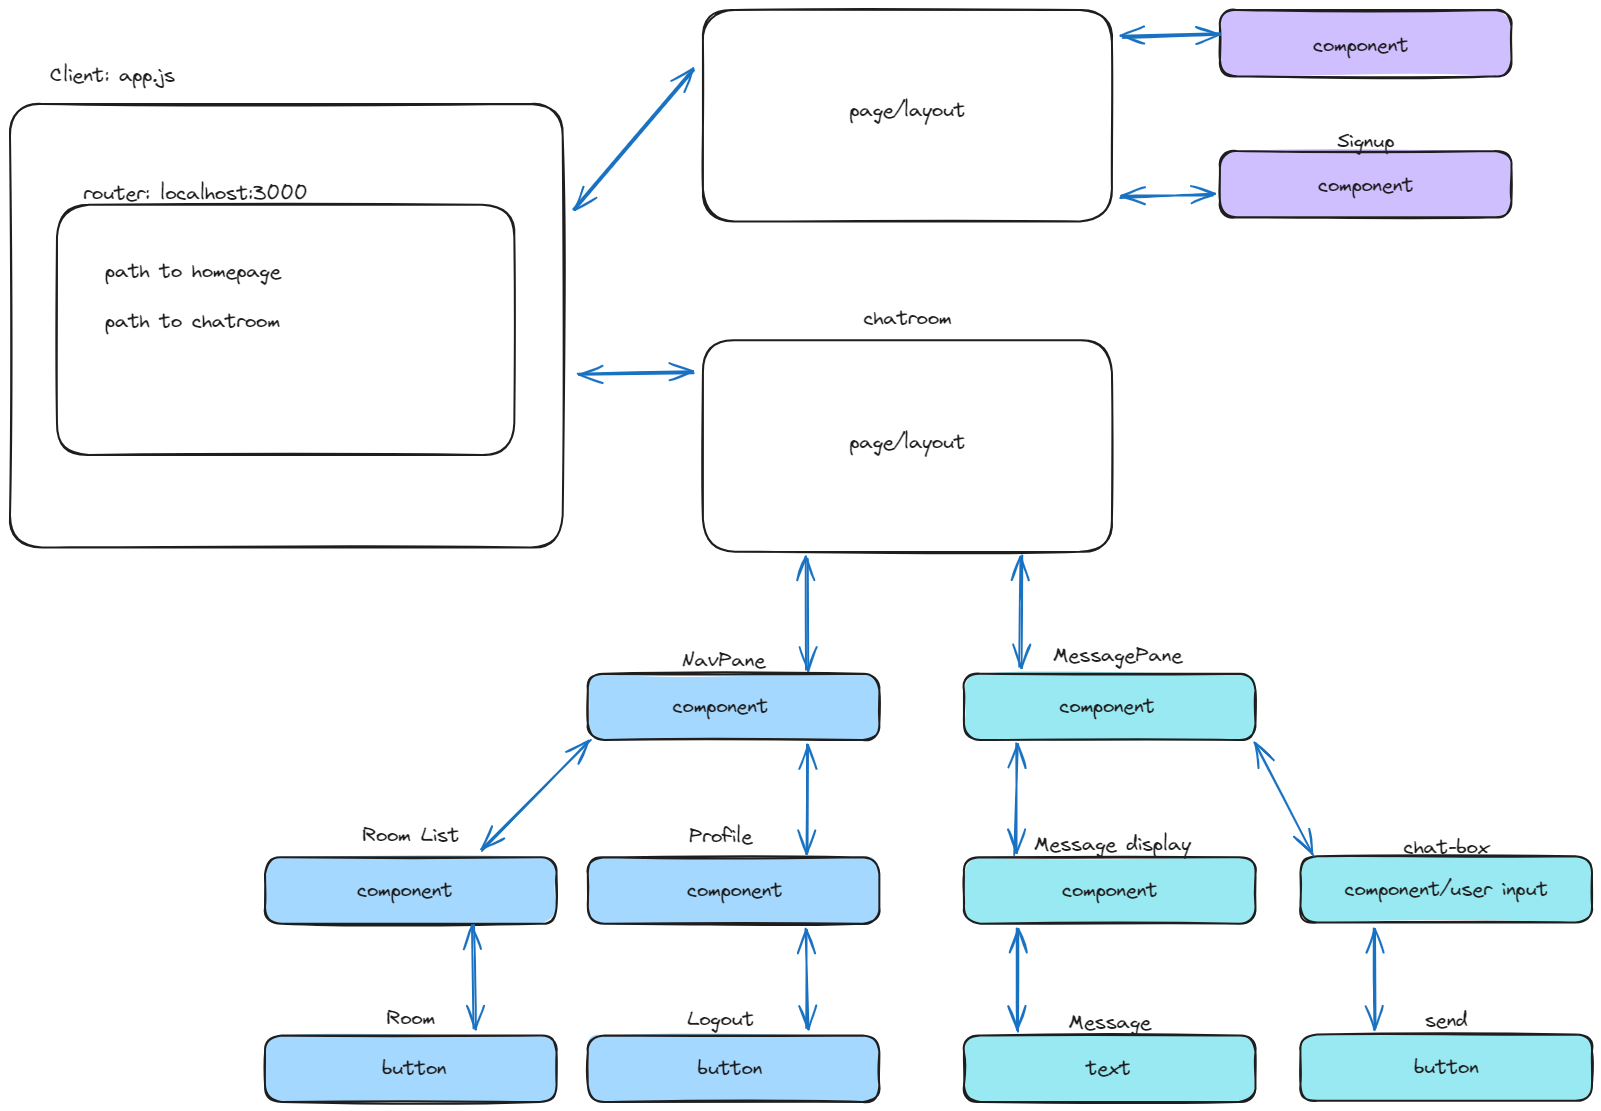 Client: app.js
router: localhost:3000
path to homepage
path to chatroom
page/layout
component
Signup
component
chatroom
page/layout
NavPane
component
MessagePane
component
Room List
component
Profile
component
Message display
component
chat-box
component/user input
Room
button
Logout
button
Message
text
send
button